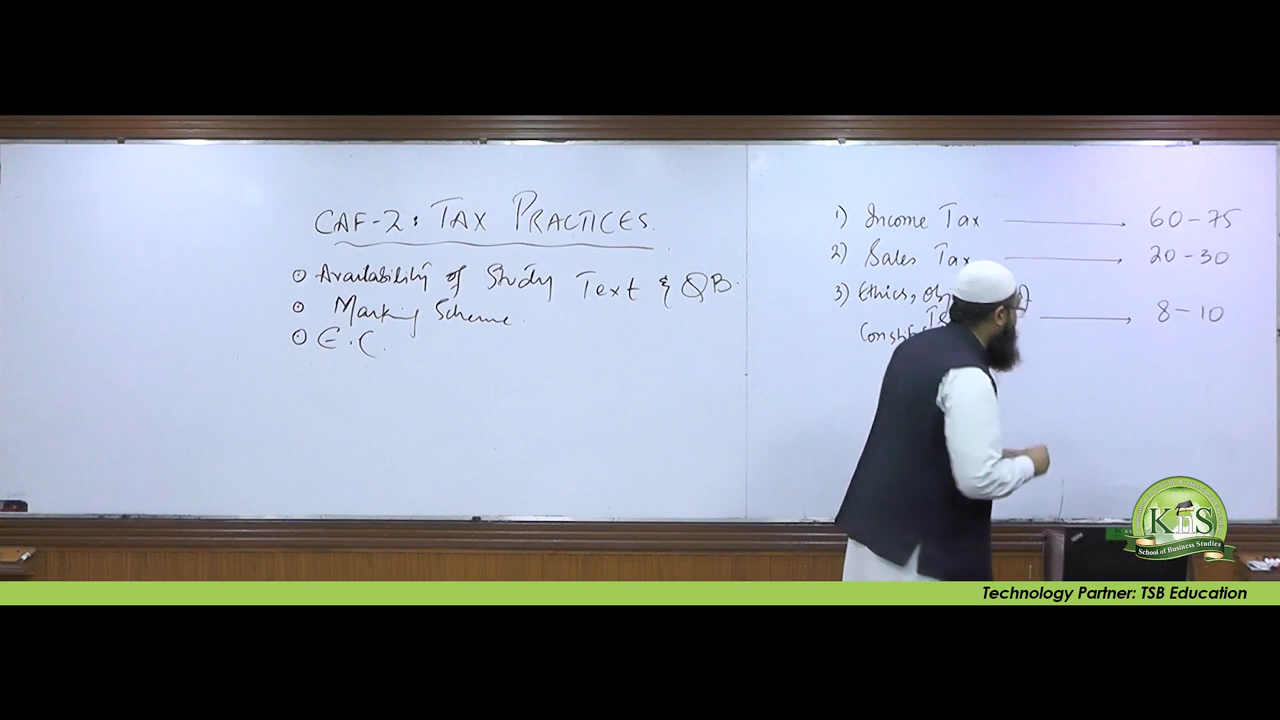 CAF-2: TAX PRACTICES.
Availability of Study Text & QB.
Marking Scheme.
E.C.
1) Income Tax → 60-75
2) Sales Tax → 20-30
3) Ethics, → 8-10
KnS
School of Business Studies
Technology Partner: TSB Education